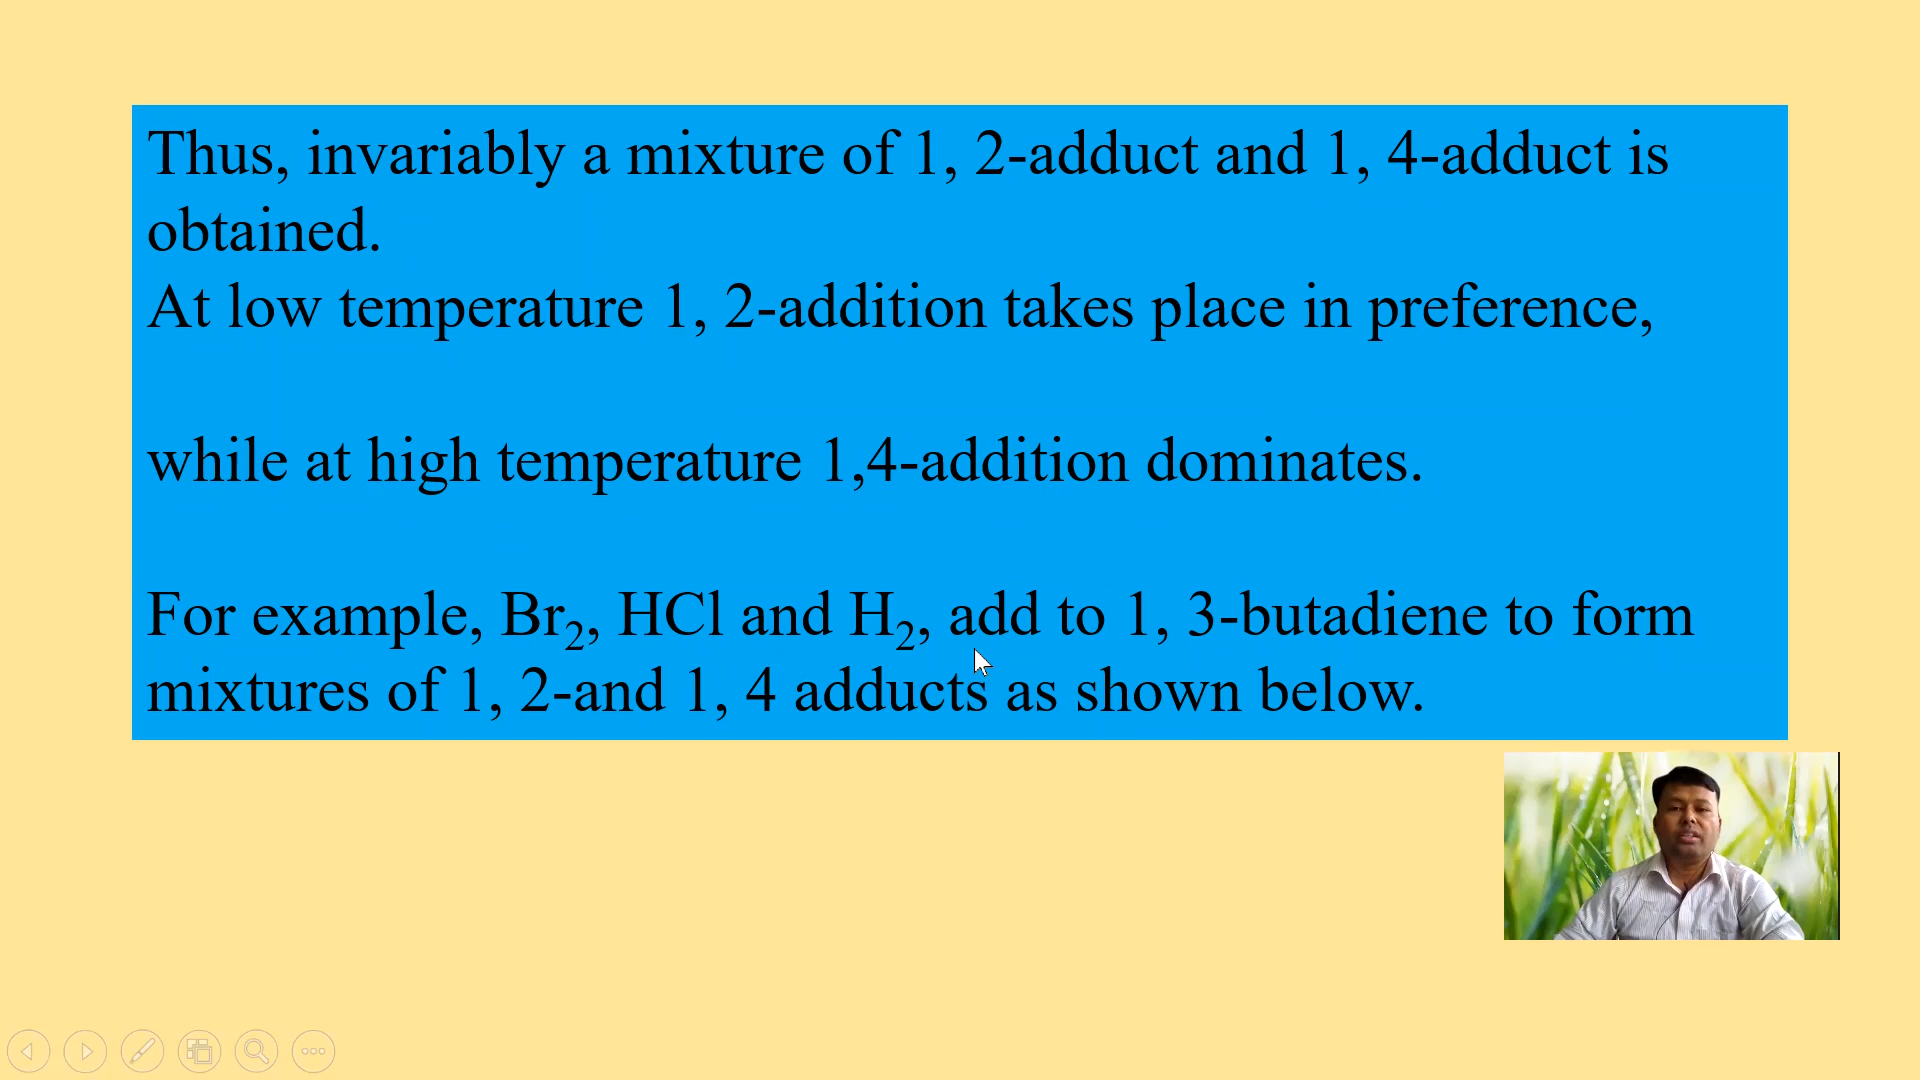 Thus, invariably a mixture of 1, 2-adduct and 1, 4-adduct is
obtained.
At low temperature 1, 2-addition takes place in preference,
while at high temperature 1,4-addition dominates.
For example, Br₂, HCl and H₂, add to 1, 3-butadiene to form
mixtures of 1, 2-and 1, 4 adducts as shown below.